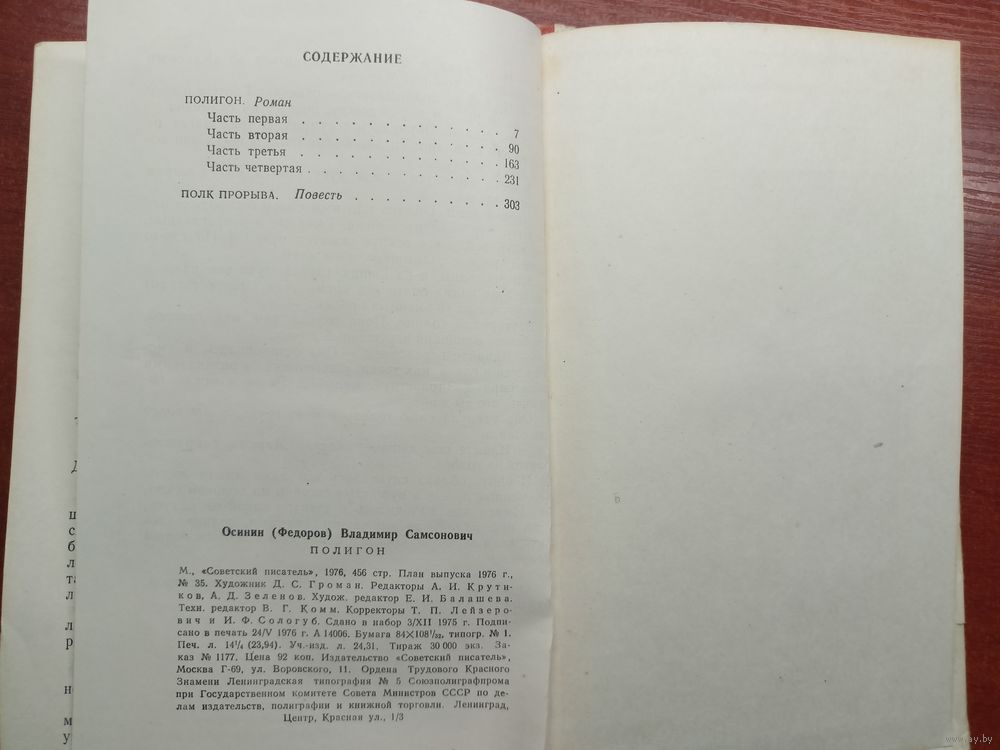 СОДЕРЖАНИЕ
ПОЛИГОН. Роман
Часть первая . . . . . . . . . . . . . 7
Часть вторая . . . . . . . . . . . . . 90
Часть третья . . . . . . . . . . . . . 163
Часть четвертая . . . . . . . . . . . . . 231
ПОЛК ПРОРЫВА. Повесть . . . . . . . . . . 303
Осинин (Федоров) Владимир Самсонович
ПОЛИГОН
М., «Советский писатель», 1976, 456 стр. План выпуска 1976 г.,
№ 35. Художник Д. С. Громан. Редакторы А. И. Крути-
ков, А. Д. Зеленов. Худож. редактор Е. И. Балашева.
Техн. редактор В. Г. Комм. Корректоры Т. П. Лейзеро-
вич и И. Ф. Сологуб. Сдано в набор 3/XII 1975 г. Подпи-
сано в печать 24/V 1976 г. А 14006. Бумага 84×108¹/₃₂, типогр. № 1.
Печ. л. 14¹/₄ (23,94). Уч.-изд. л. 24,31. Тираж 30 000 экз. За-
каз № 1177. Цена 92 коп. Издательство «Советский писатель»,
Москва Г-69, ул. Воровского, 11. Ордена Трудового Красного
Знамени Ленинградская типография № 5 Союзполиграфпрома
при Государственном комитете Совета Министров СССР по де-
лам издательств, полиграфии и книжной торговли. Ленинград,
Центр, Красная ул., 1/3
www.ay.by